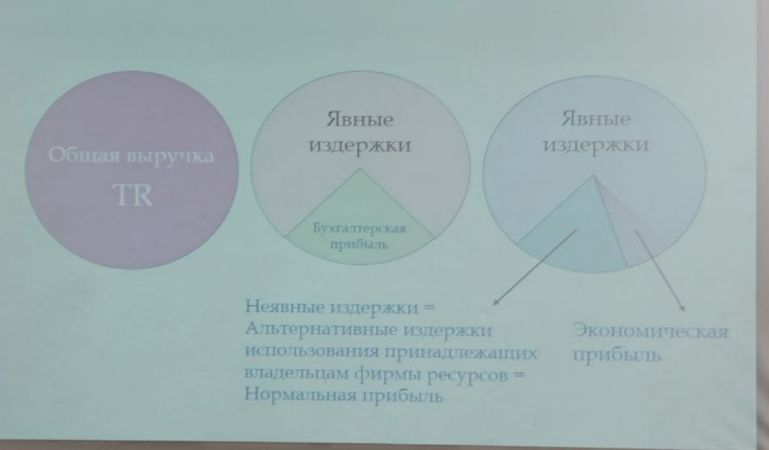 Общая выручка
TR
Явные
издержки
Бухгалтерская
прибыль
Явные
издержки
Неявные издержки =
Альтернативные издержки
использования принадлежащих
владельцам фирмы ресурсов =
Нормальная прибыль
Экономическая
прибыль